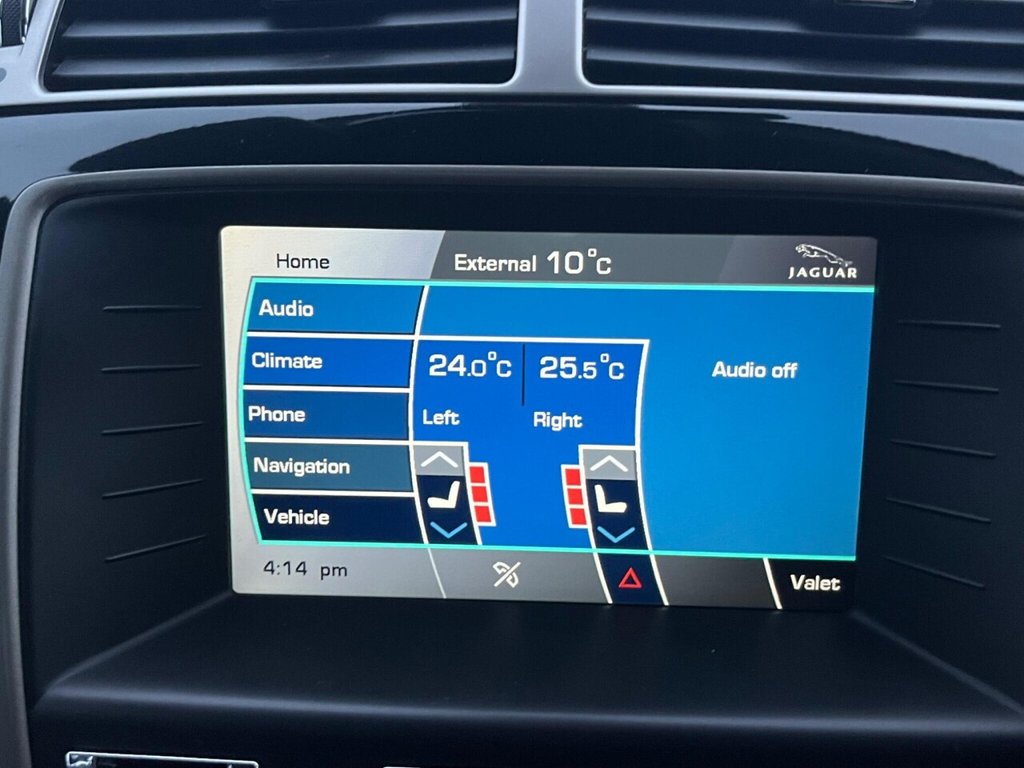 Home
External 10°C
JAGUAR
Audio
Climate
24.0°C
25.5°C
Audio off
Phone
Left
Right
Navigation
Vehicle
4:14 pm
Valet